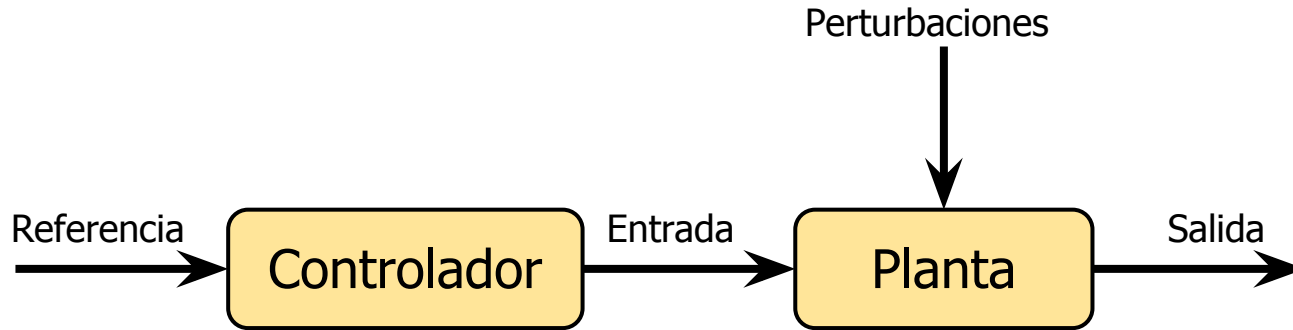 Perturbaciones
Referencia
Controlador
Entrada
Planta
Salida